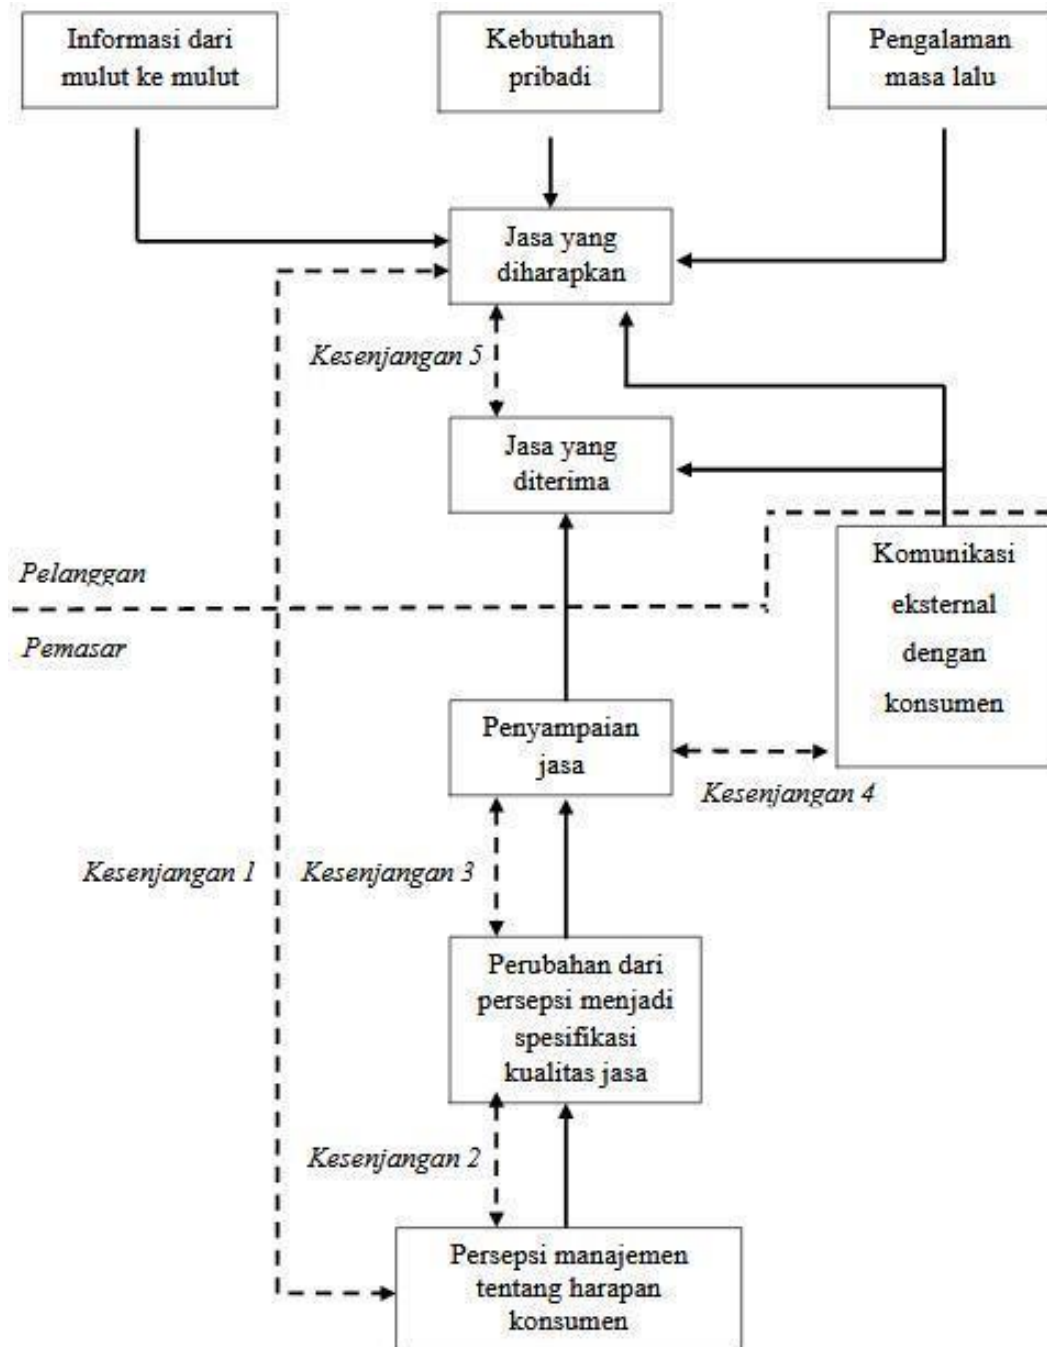 Informasi dari
mulut ke mulut
Kebutuhan
pribadi
Pengalaman
masa lalu
Jasa yang
diharapkan
Kesenjangan 5
Jasa yang
diterima
Pelanggan
Pemasar
Komunikasi
eksternal
dengan
konsumen
Penyampaian
jasa
Kesenjangan 4
Kesenjangan 1
Kesenjangan 3
Perubahan dari
persepsi menjadi
spesifikasi
kualitas jasa
Kesenjangan 2
Persepsi manajemen
tentang harapan
konsumen